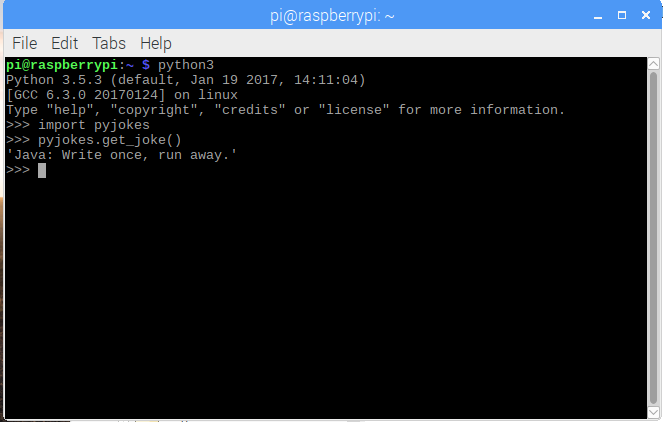 pi@raspberrypi: ~
File Edit Tabs Help
pi@raspberrypi:~ $ python3
Python 3.5.3 (default, Jan 19 2017, 14:11:04)
[GCC 6.3.0 20170124] on linux
Type "help", "copyright", "credits" or "license" for more information.
>>> import pyjokes
>>> pyjokes.get_joke()
'Java: Write once, run away.'
>>>